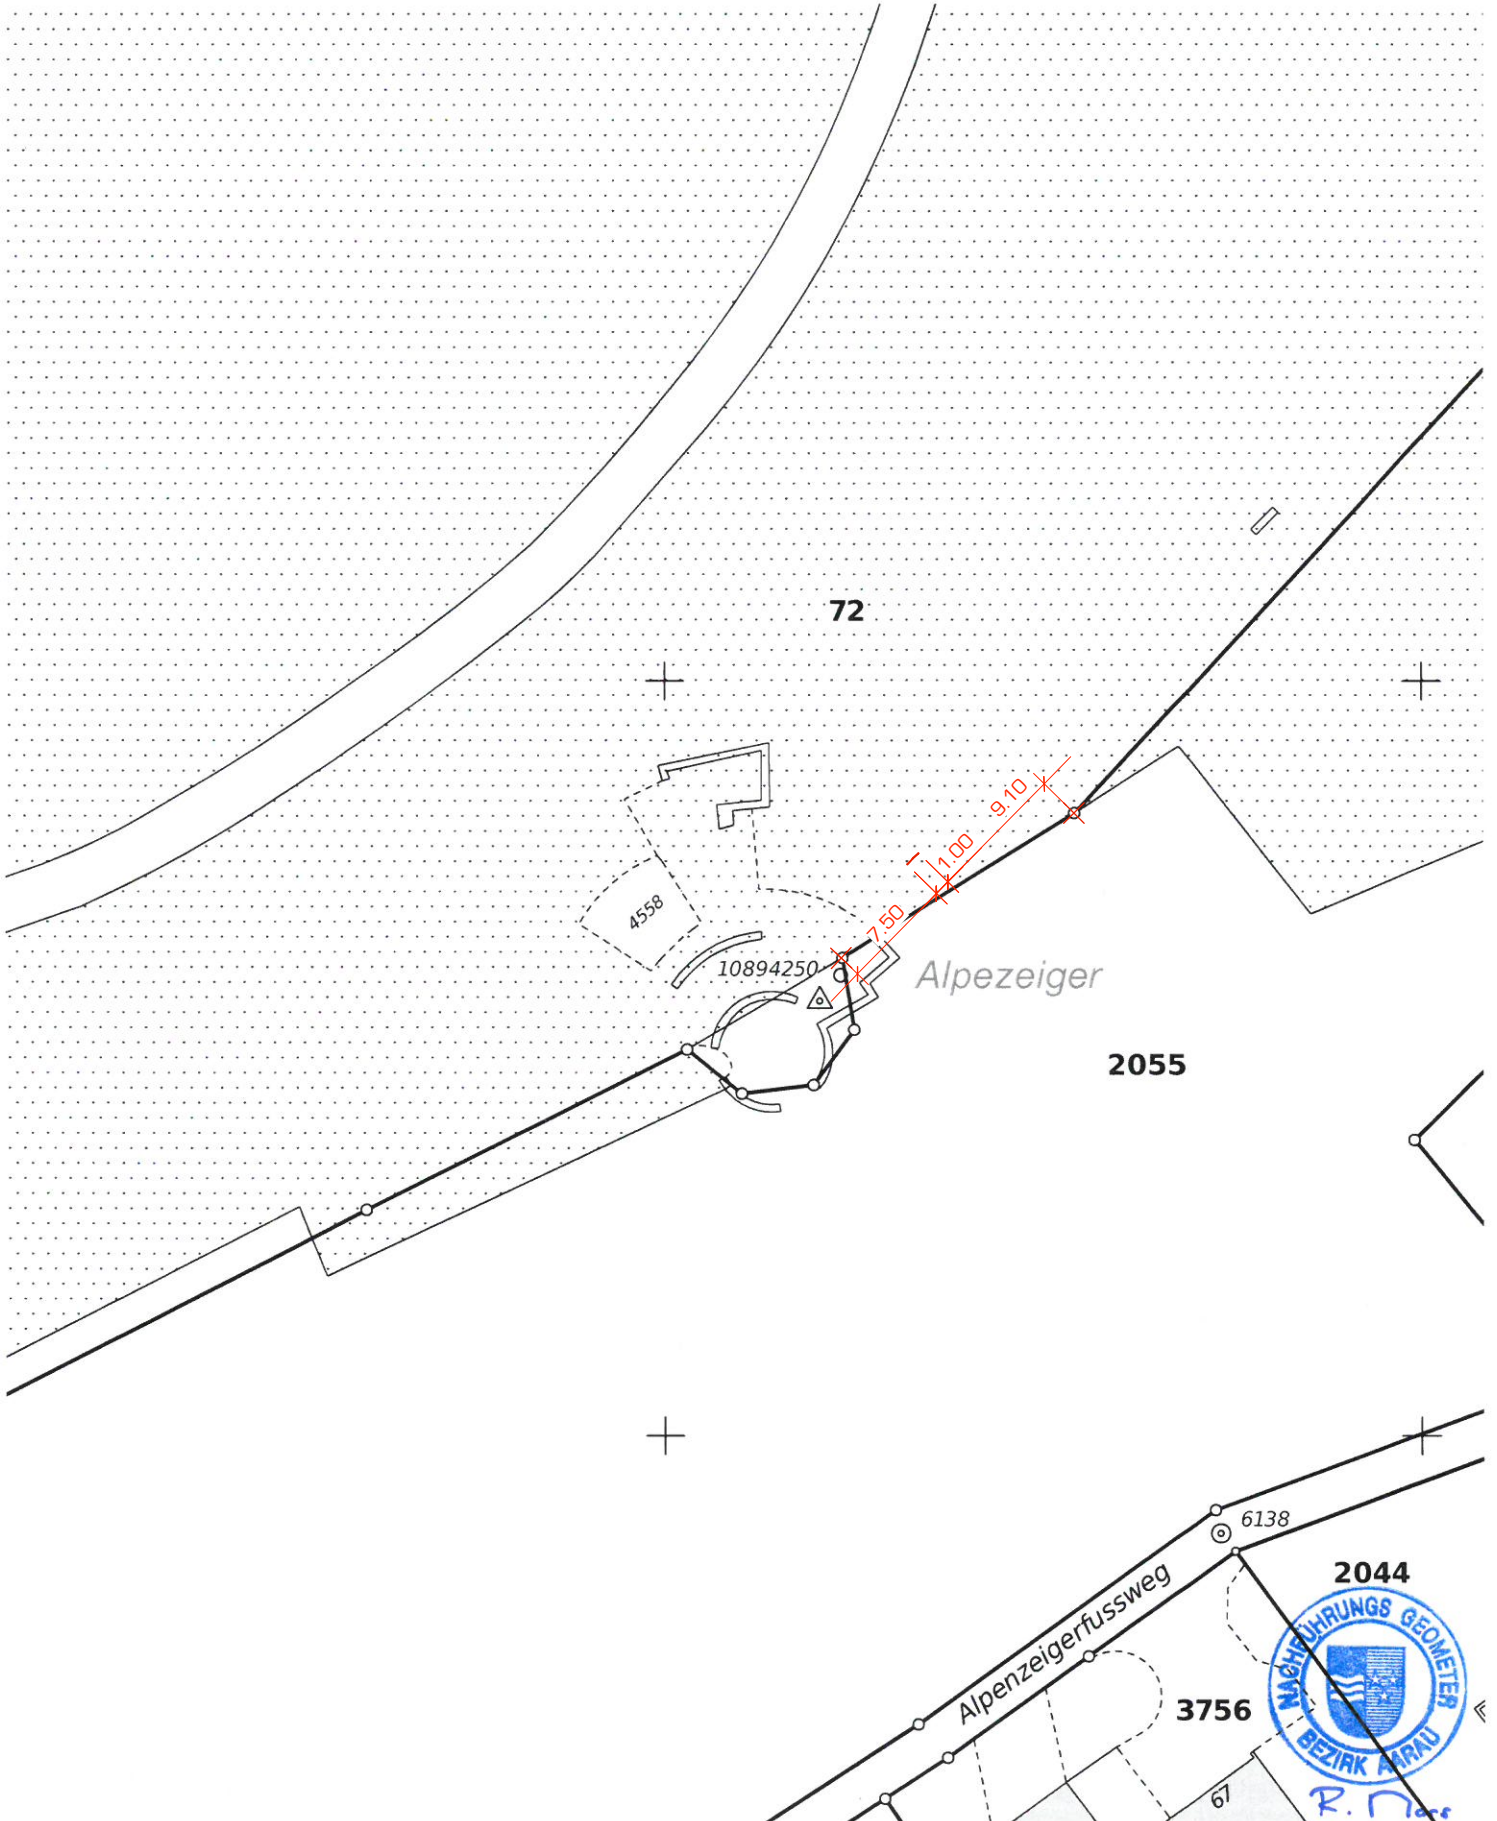 72
9.10
1.00
7.50
4558
10894250
Alpezeiger
2055
6138
2044
Alpenzeigerfussweg
3756
67
NACHFÜHRUNGS GEOMETER
BEZIRK AARAU
R.